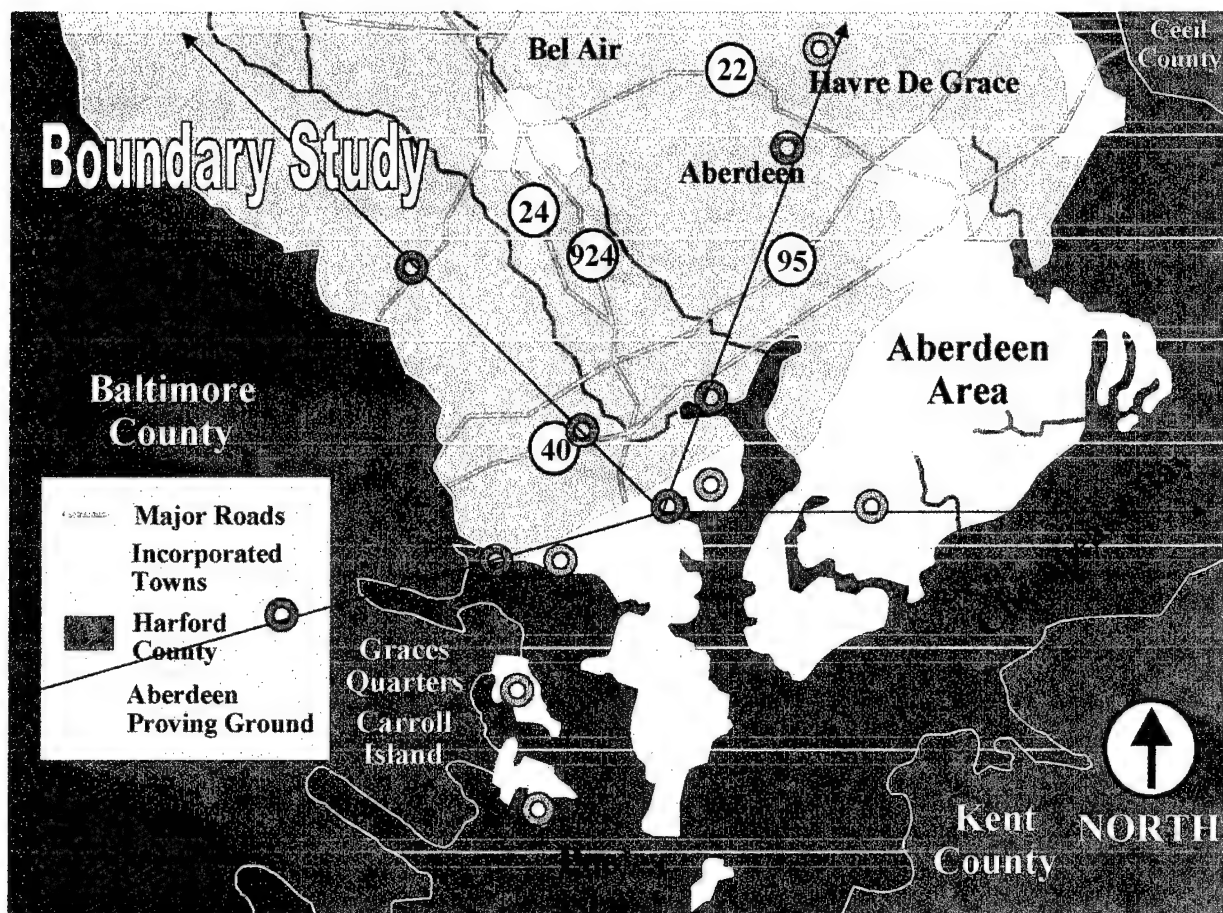 Cecil
County
Bel Air
22
Havre De Grace
Boundary Study
Aberdeen
24
924
95
Aberdeen
Area
Baltimore
County
40
Major Roads
Incorporated
Towns
Harford
County
Aberdeen
Proving Ground
Graces
Quarters
Carroll
Island
Kent
County
NORTH